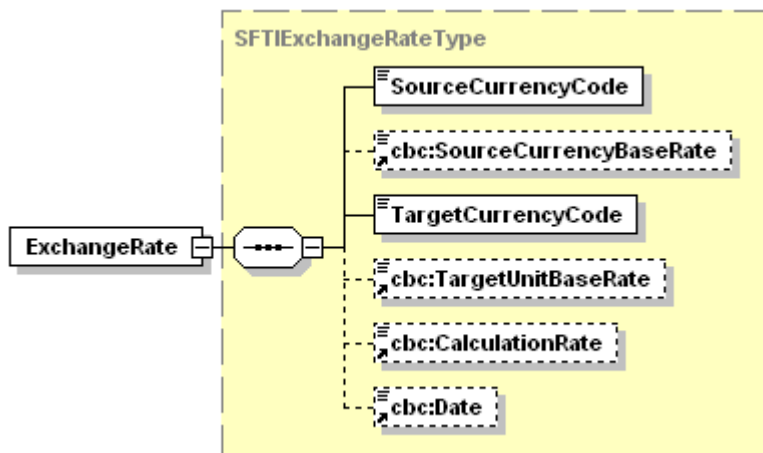 SFTIExchangeRateType
SourceCurrencyCode
cbc:SourceCurrencyBaseRate
TargetCurrencyCode
ExchangeRate
cbc:TargetUnitBaseRate
cbc:CalculationRate
cbc:Date